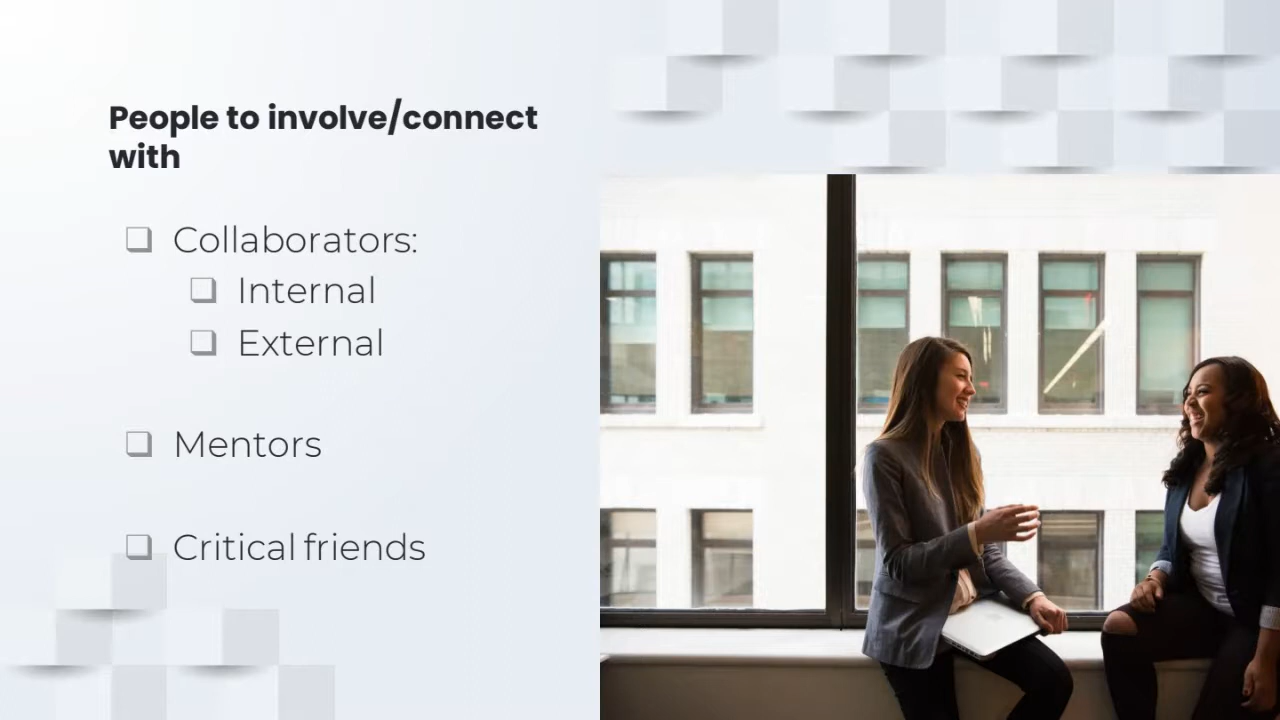 People to involve/connect
with
❑ Collaborators:
❑ Internal
❑ External
❑ Mentors
❑ Critical friends